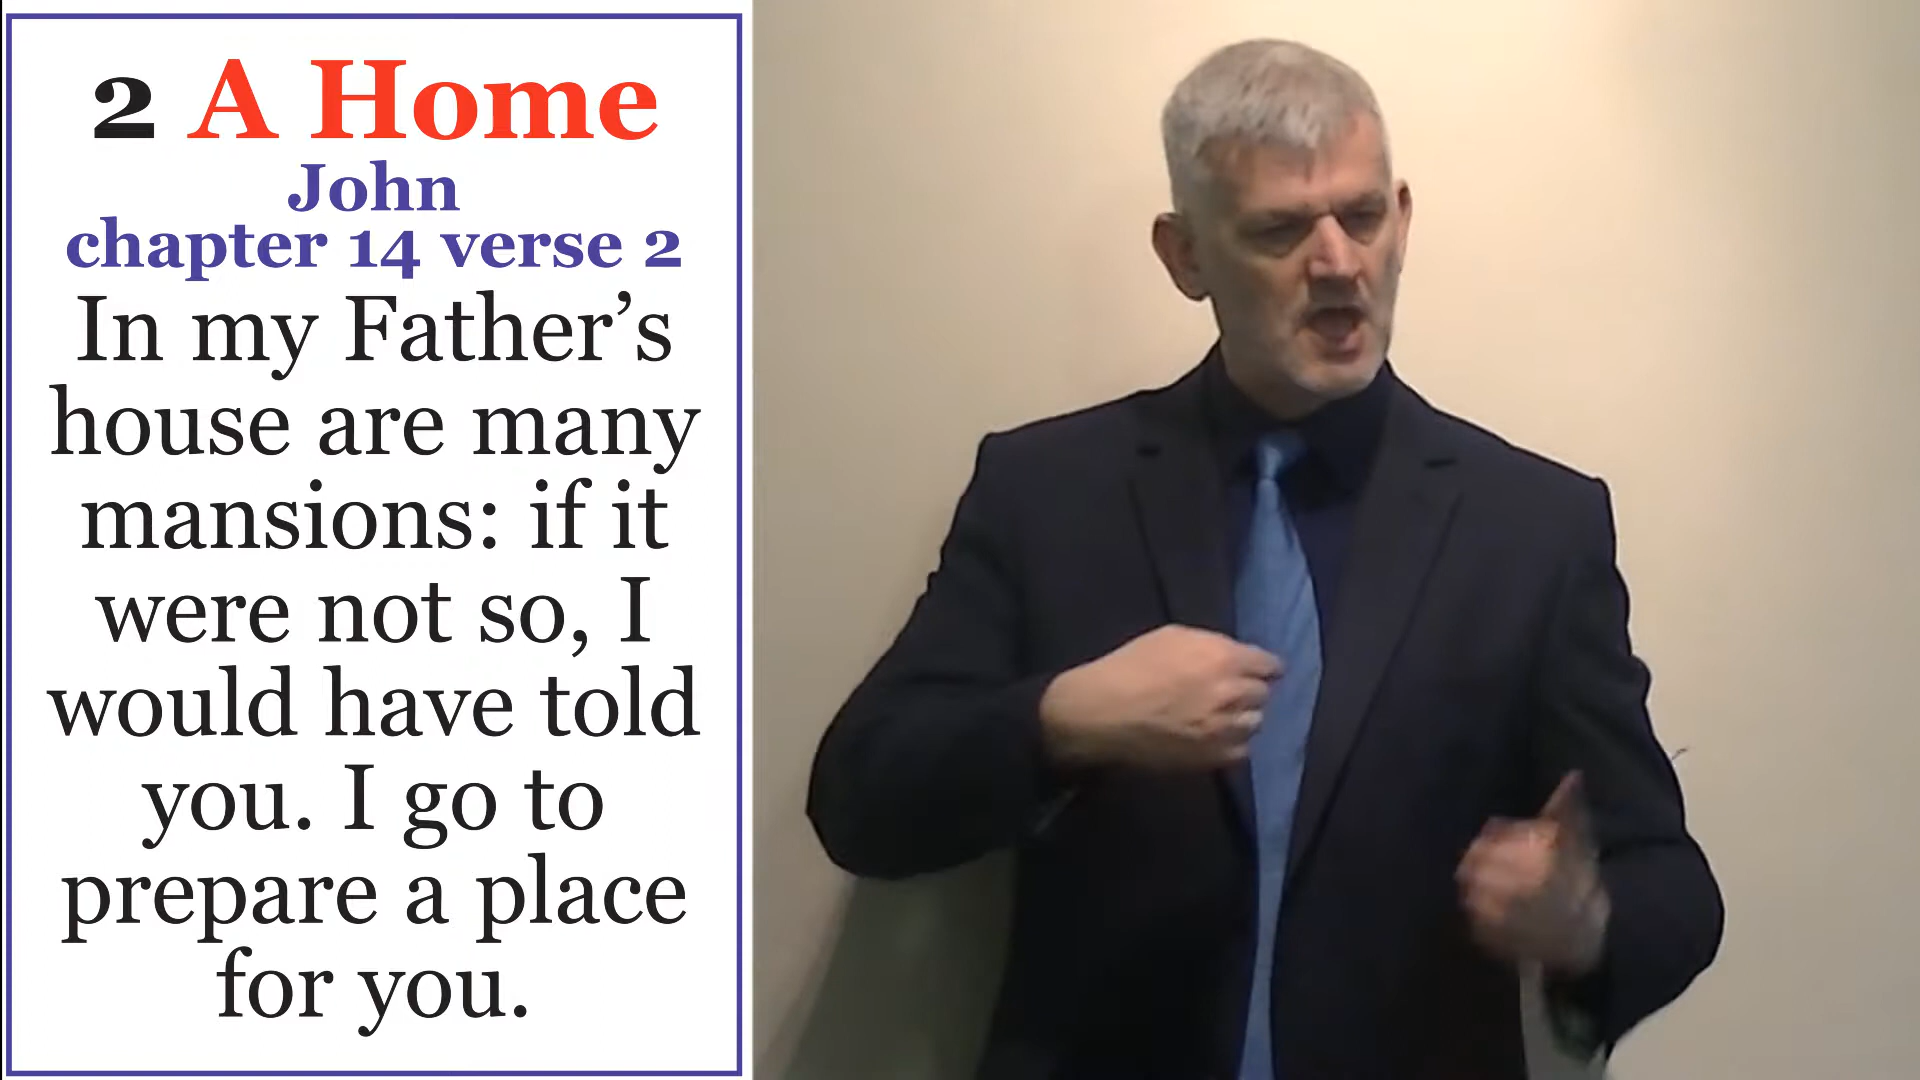 2 A Home
John
chapter 14 verse 2
In my Father’s
house are many
mansions: if it
were not so, I
would have told
you. I go to
prepare a place
for you.